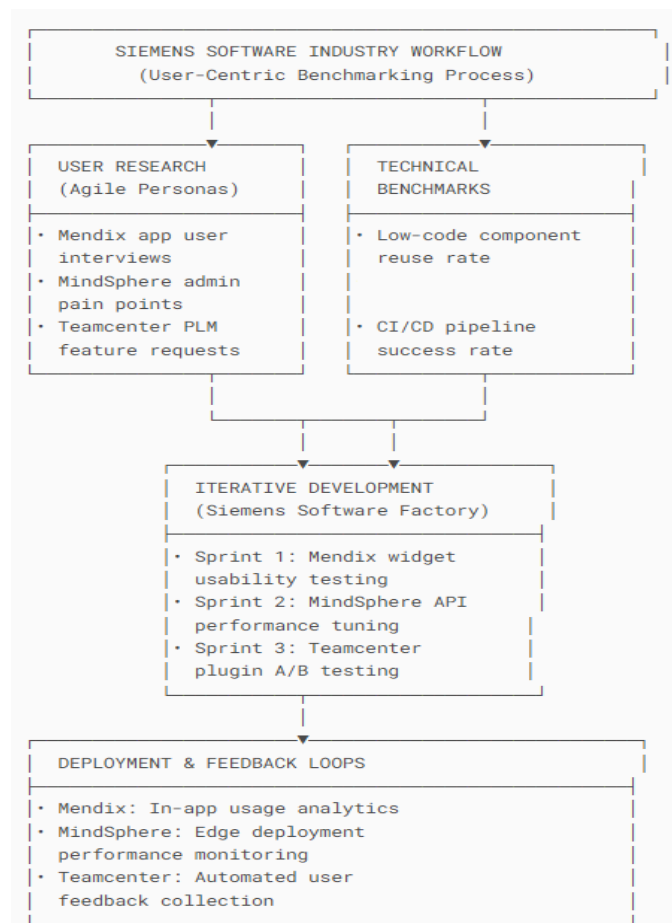 SIEMENS SOFTWARE INDUSTRY WORKFLOW
(User-Centric Benchmarking Process)
USER RESEARCH
(Agile Personas)
• Mendix app user
interviews
• MindSphere admin
pain points
• Teamcenter PLM
feature requests
TECHNICAL
BENCHMARKS
• Low-code component
reuse rate
• CI/CD pipeline
success rate
ITERATIVE DEVELOPMENT
(Siemens Software Factory)
• Sprint 1: Mendix widget
usability testing
• Sprint 2: MindSphere API
performance tuning
• Sprint 3: Teamcenter
plugin A/B testing
DEPLOYMENT & FEEDBACK LOOPS
• Mendix: In-app usage analytics
• MindSphere: Edge deployment
performance monitoring
• Teamcenter: Automated user
feedback collection